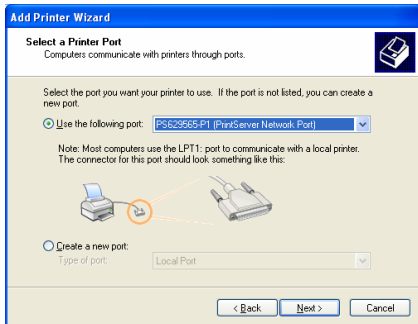 Add Printer Wizard
Select a Printer Port
Computers communicate with printers through ports.
Select the port you want your printer to use. If the port is not listed, you can create a
new port.
Use the following port: PS629565-P1 (PrintServer Network Port)
Note: Most computers use the LPT1: port to communicate with a local printer.
The connector for this port should look something like this:
Create a new port:
Type of port: Local Port
< Back Next > Cancel